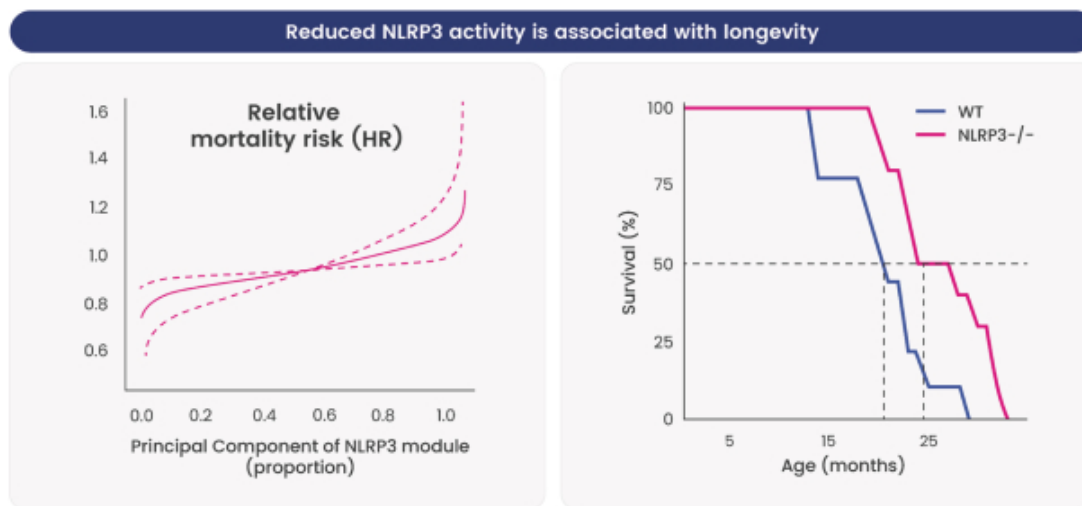 Reduced NLRP3 activity is associated with longevity
Relative
mortality risk (HR)
1.6
1.4
1.2
1.0
0.8
0.6
0.0 0.2 0.4 0.6 0.8 1.0
Principal Component of NLRP3 module
(proportion)
WT
NLRP3-/-
100
75
50
25
0
Survival (%)
5 15 25
Age (months)